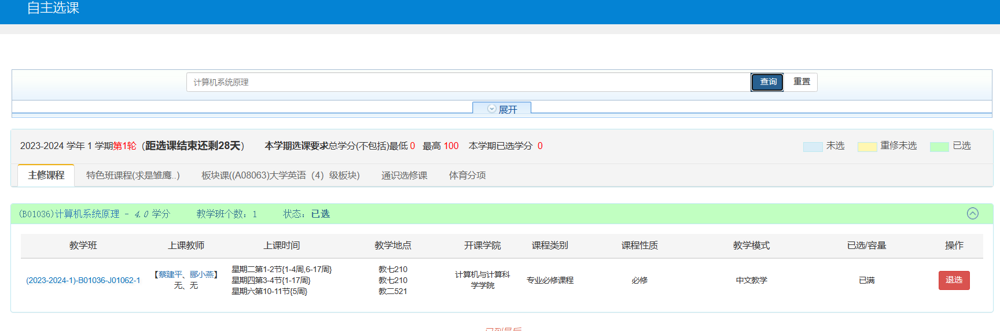 自主选课
计算机系统原理 查询 重置
展开
2023-2024 学年 1 学期第1轮（距选课结束还剩28天） 本学期选课要求总学分(不包括)最低 0 最高 100 本学期已选学分 0 未选 重修未选 已选
主修课程 特色班课程(求是雏鹰..) 板块课((A08063)大学英语（4）级板块) 通识选修课 体育分项
(B01036)计算机系统原理 - 4.0 学分 教学班个数：1 状态：已选
教学班 上课教师 上课时间 教学地点 开课学院 课程类别 课程性质 教学模式 已选/容量 操作
(2023-2024-1)-B01036-J01062-1 【蔡建平、郦小燕】 无、无 星期二第1-2节{1-4周,6-17周} 星期四第3-4节{1-17周} 星期六第10-11节{5周} 教七210 教七210 教二521 计算机与计算科学学院 专业必修课程 必修 中文教学 已满 退选
已到最后